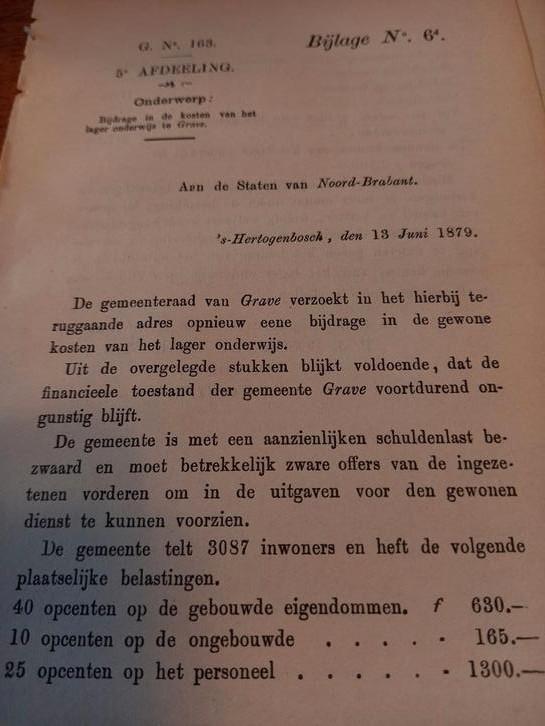 G. Nº. 163.
Bijlage Nº. 6ᵈ.
5ᵉ AFDEELING.
Onderwerp:
Bijdrage in de kosten van het
lager onderwijs te Grave.
Aan de Staten van Noord-Brabant.
's-Hertogenbosch, den 13 Juni 1879.
De gemeenteraad van Grave verzoekt in het hierbij te-
ruggaande adres opnieuw eene bijdrage in de gewone
kosten van het lager onderwijs.
Uit de overgelegde stukken blijkt voldoende, dat de
financieele toestand der gemeente Grave voortdurend on-
gunstig blijft.
De gemeente is met een aanzienlijken schuldenlast be-
zwaard en moet betrekkelijk zware offers van de ingeze-
tenen vorderen om in de uitgaven voor den gewonen
dienst te kunnen voorzien.
De gemeente telt 3087 inwoners en heft de volgende
plaatselijke belastingen.
40 opcenten op de gebouwde eigendommen. f 630.—
10 opcenten op de ongebouwde . . . . - 165.—
25 opcenten op het personeel . . . . . - 1300.—